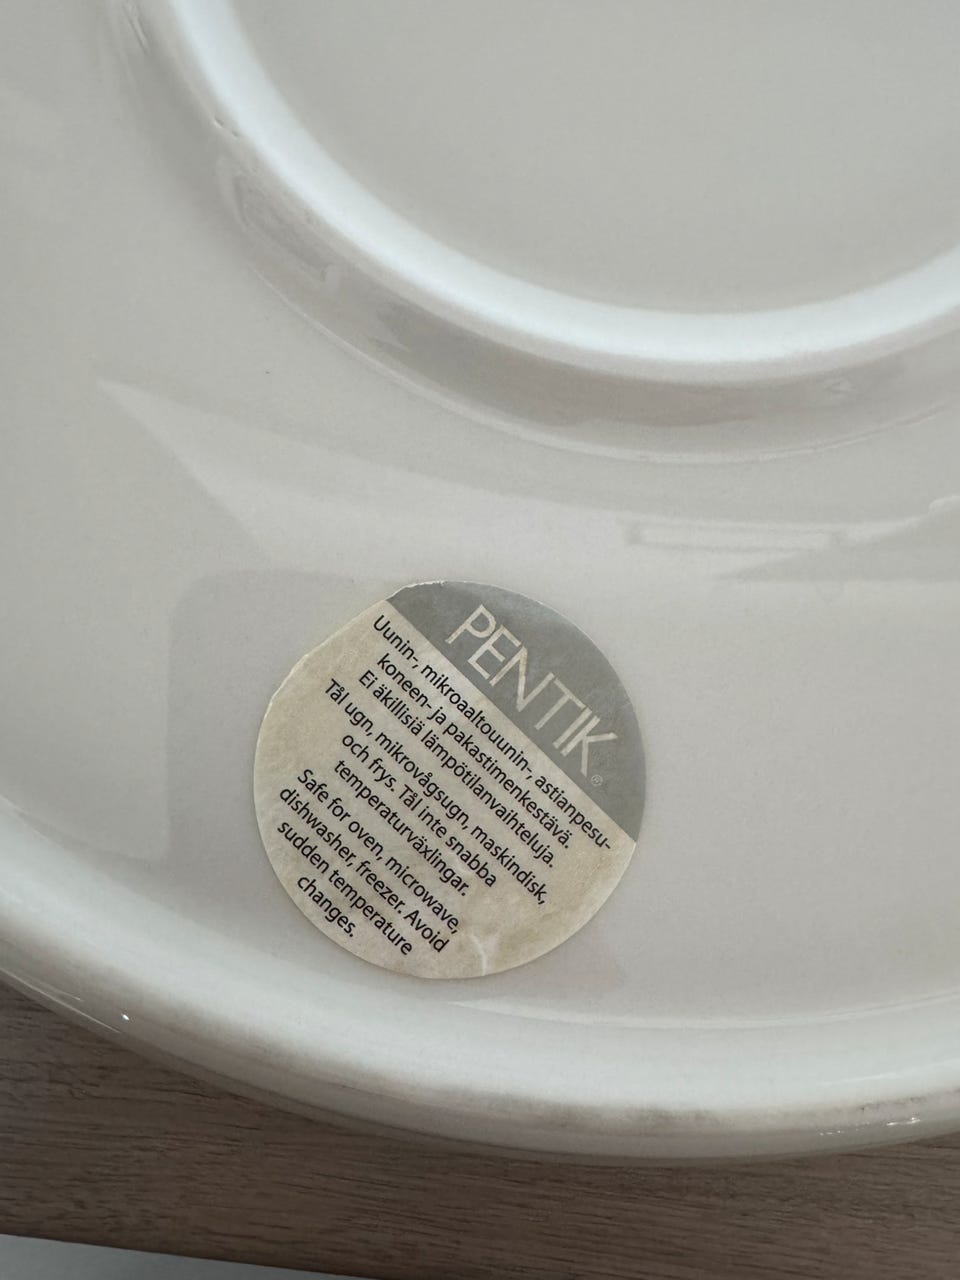 PENTIK®
Uunin-, mikroaaltouunin-, astianpesu-
koneen- ja pakastimenkestävä.
Ei äkillisiä lämpötilanvaihteluja.
Tål ugn, mikrovågsugn, maskindisk,
och frys. Tål inte snabba
temperaturväxlingar.
Safe for oven, microwave,
dishwasher, freezer. Avoid
sudden temperature
changes.